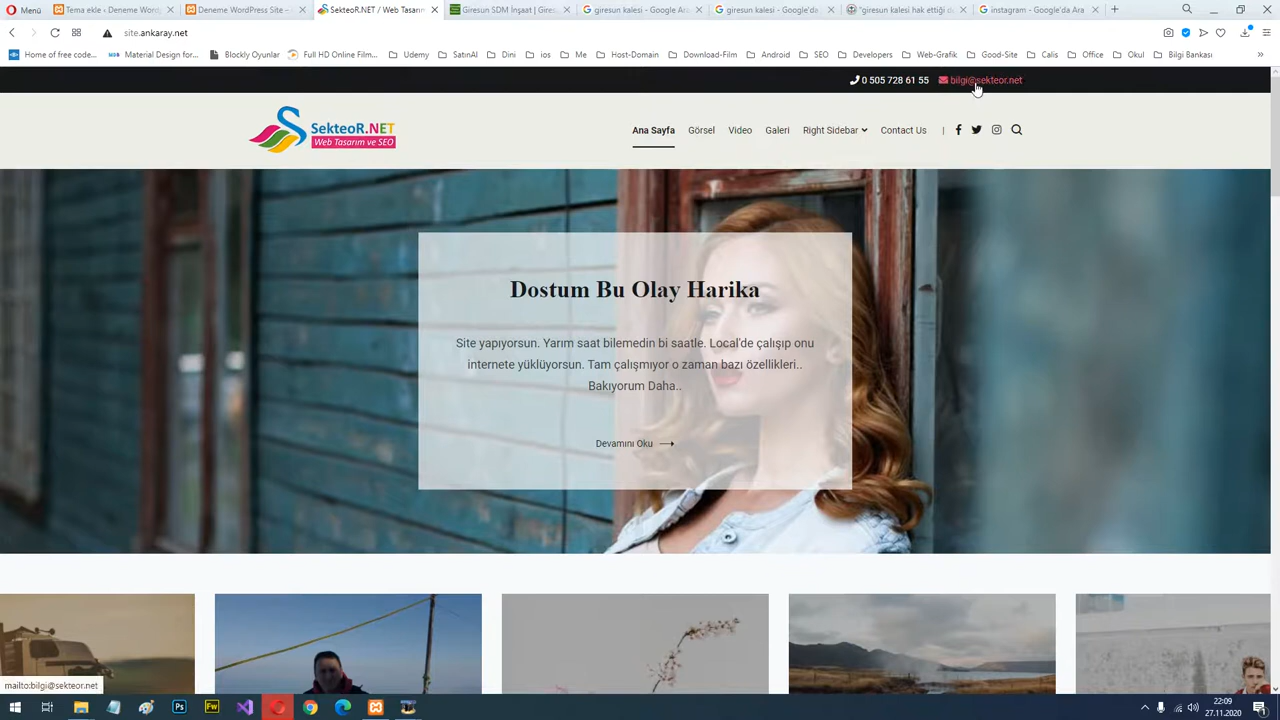 Menü
Tema ekle ‹ Deneme Wor
Deneme WordPress Site –
SekteoR.NET / Web Tasarı
Giresun SDM İnşaat | Gires
giresun kalesi - Google Ara
giresun kalesi - Google'da
"giresun kalesi hak ettiği d
instagram - Google'da Ara
site.ankaray.net
Home of free code...
Material Design for...
Blockly Oyunlar
Full HD Online Film...
Udemy
SatınAl
Dini
ios
Me
Host-Domain
Download-Film
Android
SEO
Developers
Web-Grafik
Good-Site
Calis
Office
Okul
Bilgi Bankası
0 505 728 61 55
bilgi@sekteor.net
SekteoR.NET
Web Tasarım ve SEO
Ana Sayfa
Görsel
Video
Galeri
Right Sidebar
Contact Us
|
Dostum Bu Olay Harika
Site yapıyorsun. Yarım saat bilemedin bi saatle. Local'de çalışıp onu
internete yüklüyorsun. Tam çalışmıyor o zaman bazı özellikleri..
Bakıyorum Daha..
Devamını Oku
mailto:bilgi@sekteor.net
Ps
Fw
22:09
27.11.2020